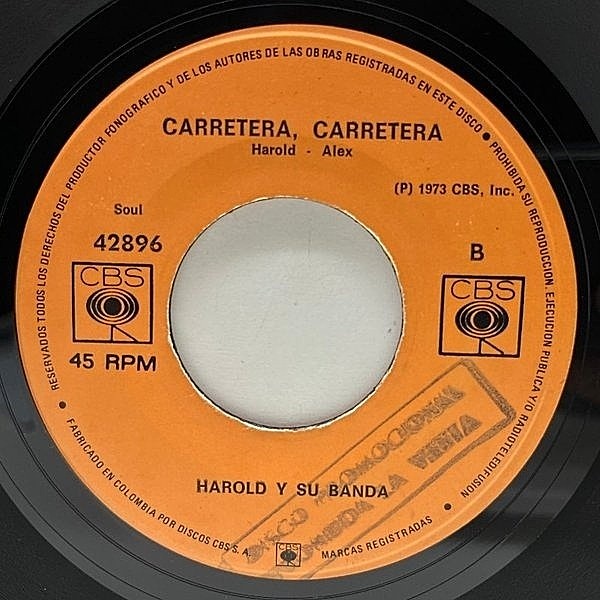 RESERVADOS TODOS LOS DERECHOS DEL PRODUCTOR FONOGRAFICO Y DE LOS AUTORES DE LAS OBRAS REGISTRADAS EN ESTE DISCO • PROHIBIDA SU REPRODUCCION, EJECUCION PUBLICA Y/O RADIOTELEDIFUSION
CARRETERA, CARRETERA
Harold - Alex
(P) 1973 CBS, Inc.
Soul
42896
B
CBS
CBS
45 RPM
DISCO PROMOCIONAL
LA VENTA
HAROLD Y SU BANDA
• FABRICADO EN COLOMBIA POR DISCOS CBS S. A.
CBS
MARCAS REGISTRADAS •